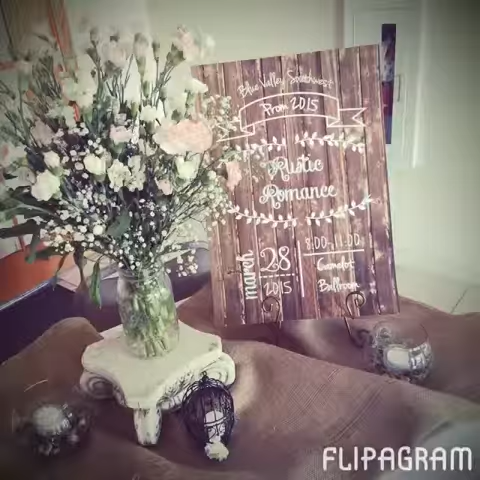 Blue Valley Southwest
Prom 2015
Rustic
Romance
March
28
2015
8:00-11:00
Camelot
Ballroom
FLIPAGRAM